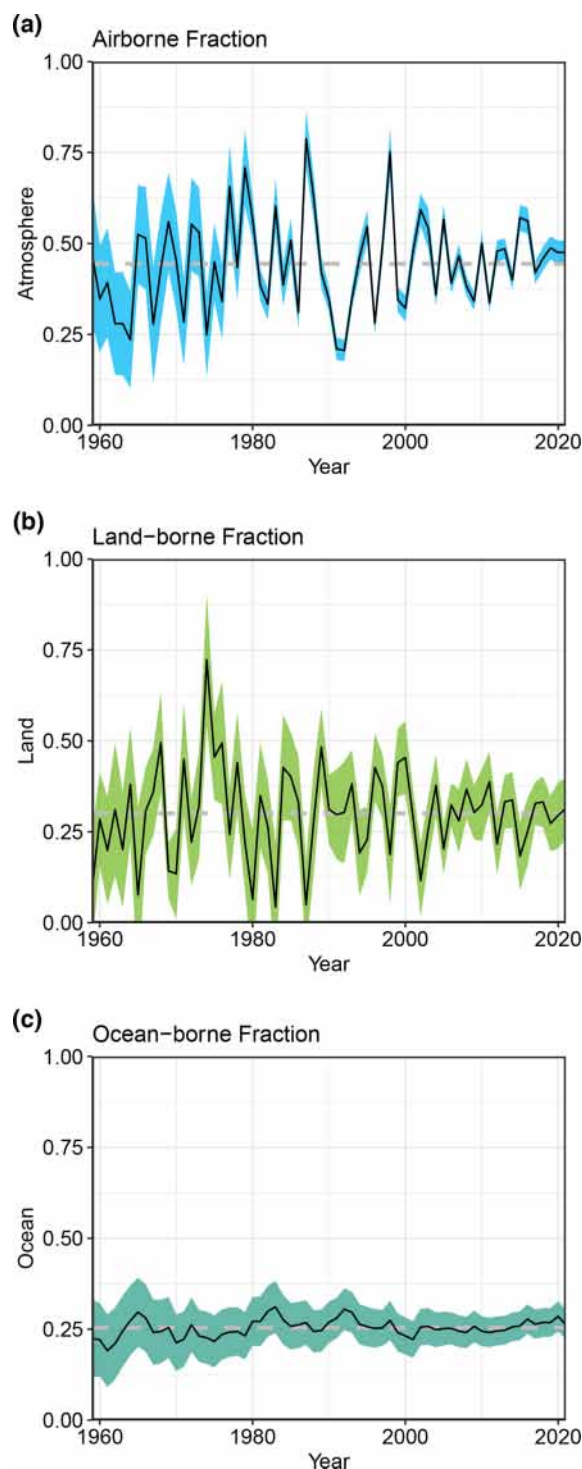 (a)
Airborne Fraction
1.00
0.75
0.50
0.25
0.00
Atmosphere
1960 1980 2000 2020
Year
(b)
Land-borne Fraction
1.00
0.75
0.50
0.25
0.00
Land
1960 1980 2000 2020
Year
(c)
Ocean-borne Fraction
1.00
0.75
0.50
0.25
0.00
Ocean
1960 1980 2000 2020
Year